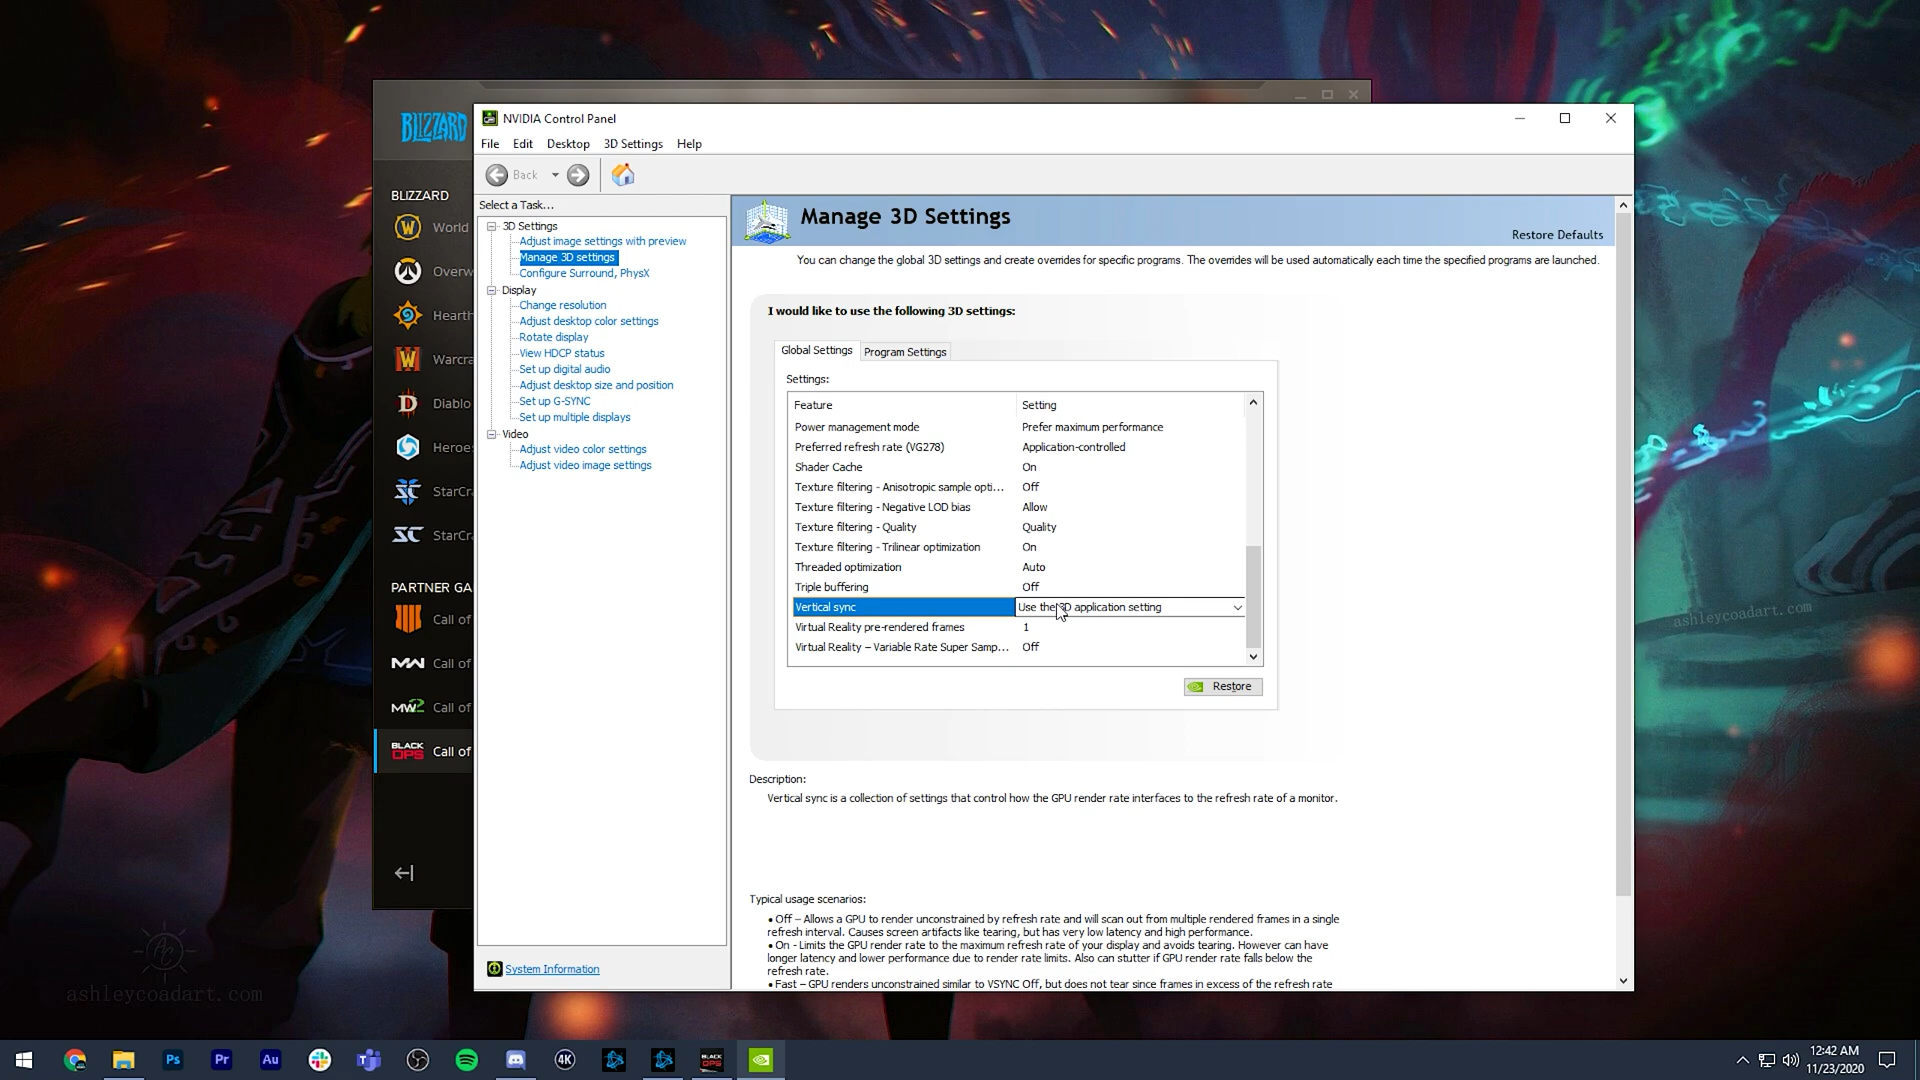 BLIZZARD
BLIZZARD
World
Overw
Hearth
Warcra
Diablo
Heroe
StarCr
StarCr
PARTNER GA
Call of
Call of
MW2
Call of
BLACK OPS
Call of
NVIDIA Control Panel
File Edit Desktop 3D Settings Help
Back
Select a Task...
3D Settings
Adjust image settings with preview
Manage 3D settings
Configure Surround, PhysX
Display
Change resolution
Adjust desktop color settings
Rotate display
View HDCP status
Set up digital audio
Adjust desktop size and position
Set up G-SYNC
Set up multiple displays
Video
Adjust video color settings
Adjust video image settings
System Information
Manage 3D Settings
Restore Defaults
You can change the global 3D settings and create overrides for specific programs. The overrides will be used automatically each time the specified programs are launched.
I would like to use the following 3D settings:
Global Settings Program Settings
Settings:
Feature Setting
Power management mode Prefer maximum performance
Preferred refresh rate (VG278) Application-controlled
Shader Cache On
Texture filtering - Anisotropic sample opti... Off
Texture filtering - Negative LOD bias Allow
Texture filtering - Quality Quality
Texture filtering - Trilinear optimization On
Threaded optimization Auto
Triple buffering Off
Vertical sync Use the 3D application setting
Virtual Reality pre-rendered frames 1
Virtual Reality – Variable Rate Super Samp... Off
Restore
Description:
Vertical sync is a collection of settings that control how the GPU render rate interfaces to the refresh rate of a monitor.
Typical usage scenarios:
• Off – Allows a GPU to render unconstrained by refresh rate and will scan out from multiple rendered frames in a single
refresh interval. Causes screen artifacts like tearing, but has very low latency and high performance.
• On - Limits the GPU render rate to the maximum refresh rate of your display and avoids tearing. However can have
longer latency and lower performance due to render rate limits. Also can stutter if GPU render rate falls below the
refresh rate.
• Fast – GPU renders unconstrained similar to VSYNC Off, but does not tear since frames in excess of the refresh rate
ashleycoadart.com
ashleycoadart.com
Ps
Pr
Au
4K
BLACK OPS
12:42 AM
11/23/2020